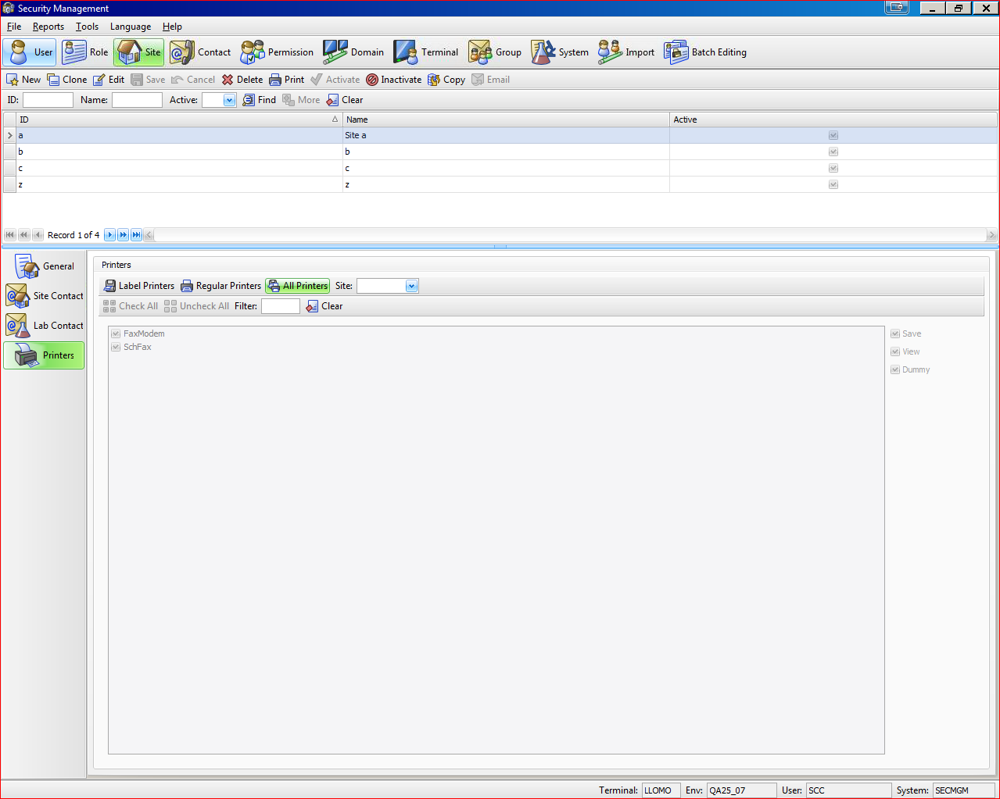 Security Management
File Reports Tools Language Help
User Role Site Contact Permission Domain Terminal Group System Import Batch Editing
New Clone Edit Save Cancel Delete Print Activate Inactivate Copy Email
ID: Name: Active: Find More Clear
ID Name Active
a Site a
b b
c c
z z
Record 1 of 4
General
Site Contact
Lab Contact
Printers
Printers
Label Printers Regular Printers All Printers Site:
Check All Uncheck All Filter: Clear
FaxModem
SchFax
Save
View
Dummy
Terminal: LLOMO Env: QA25_07 User: SCC System: SECMGM